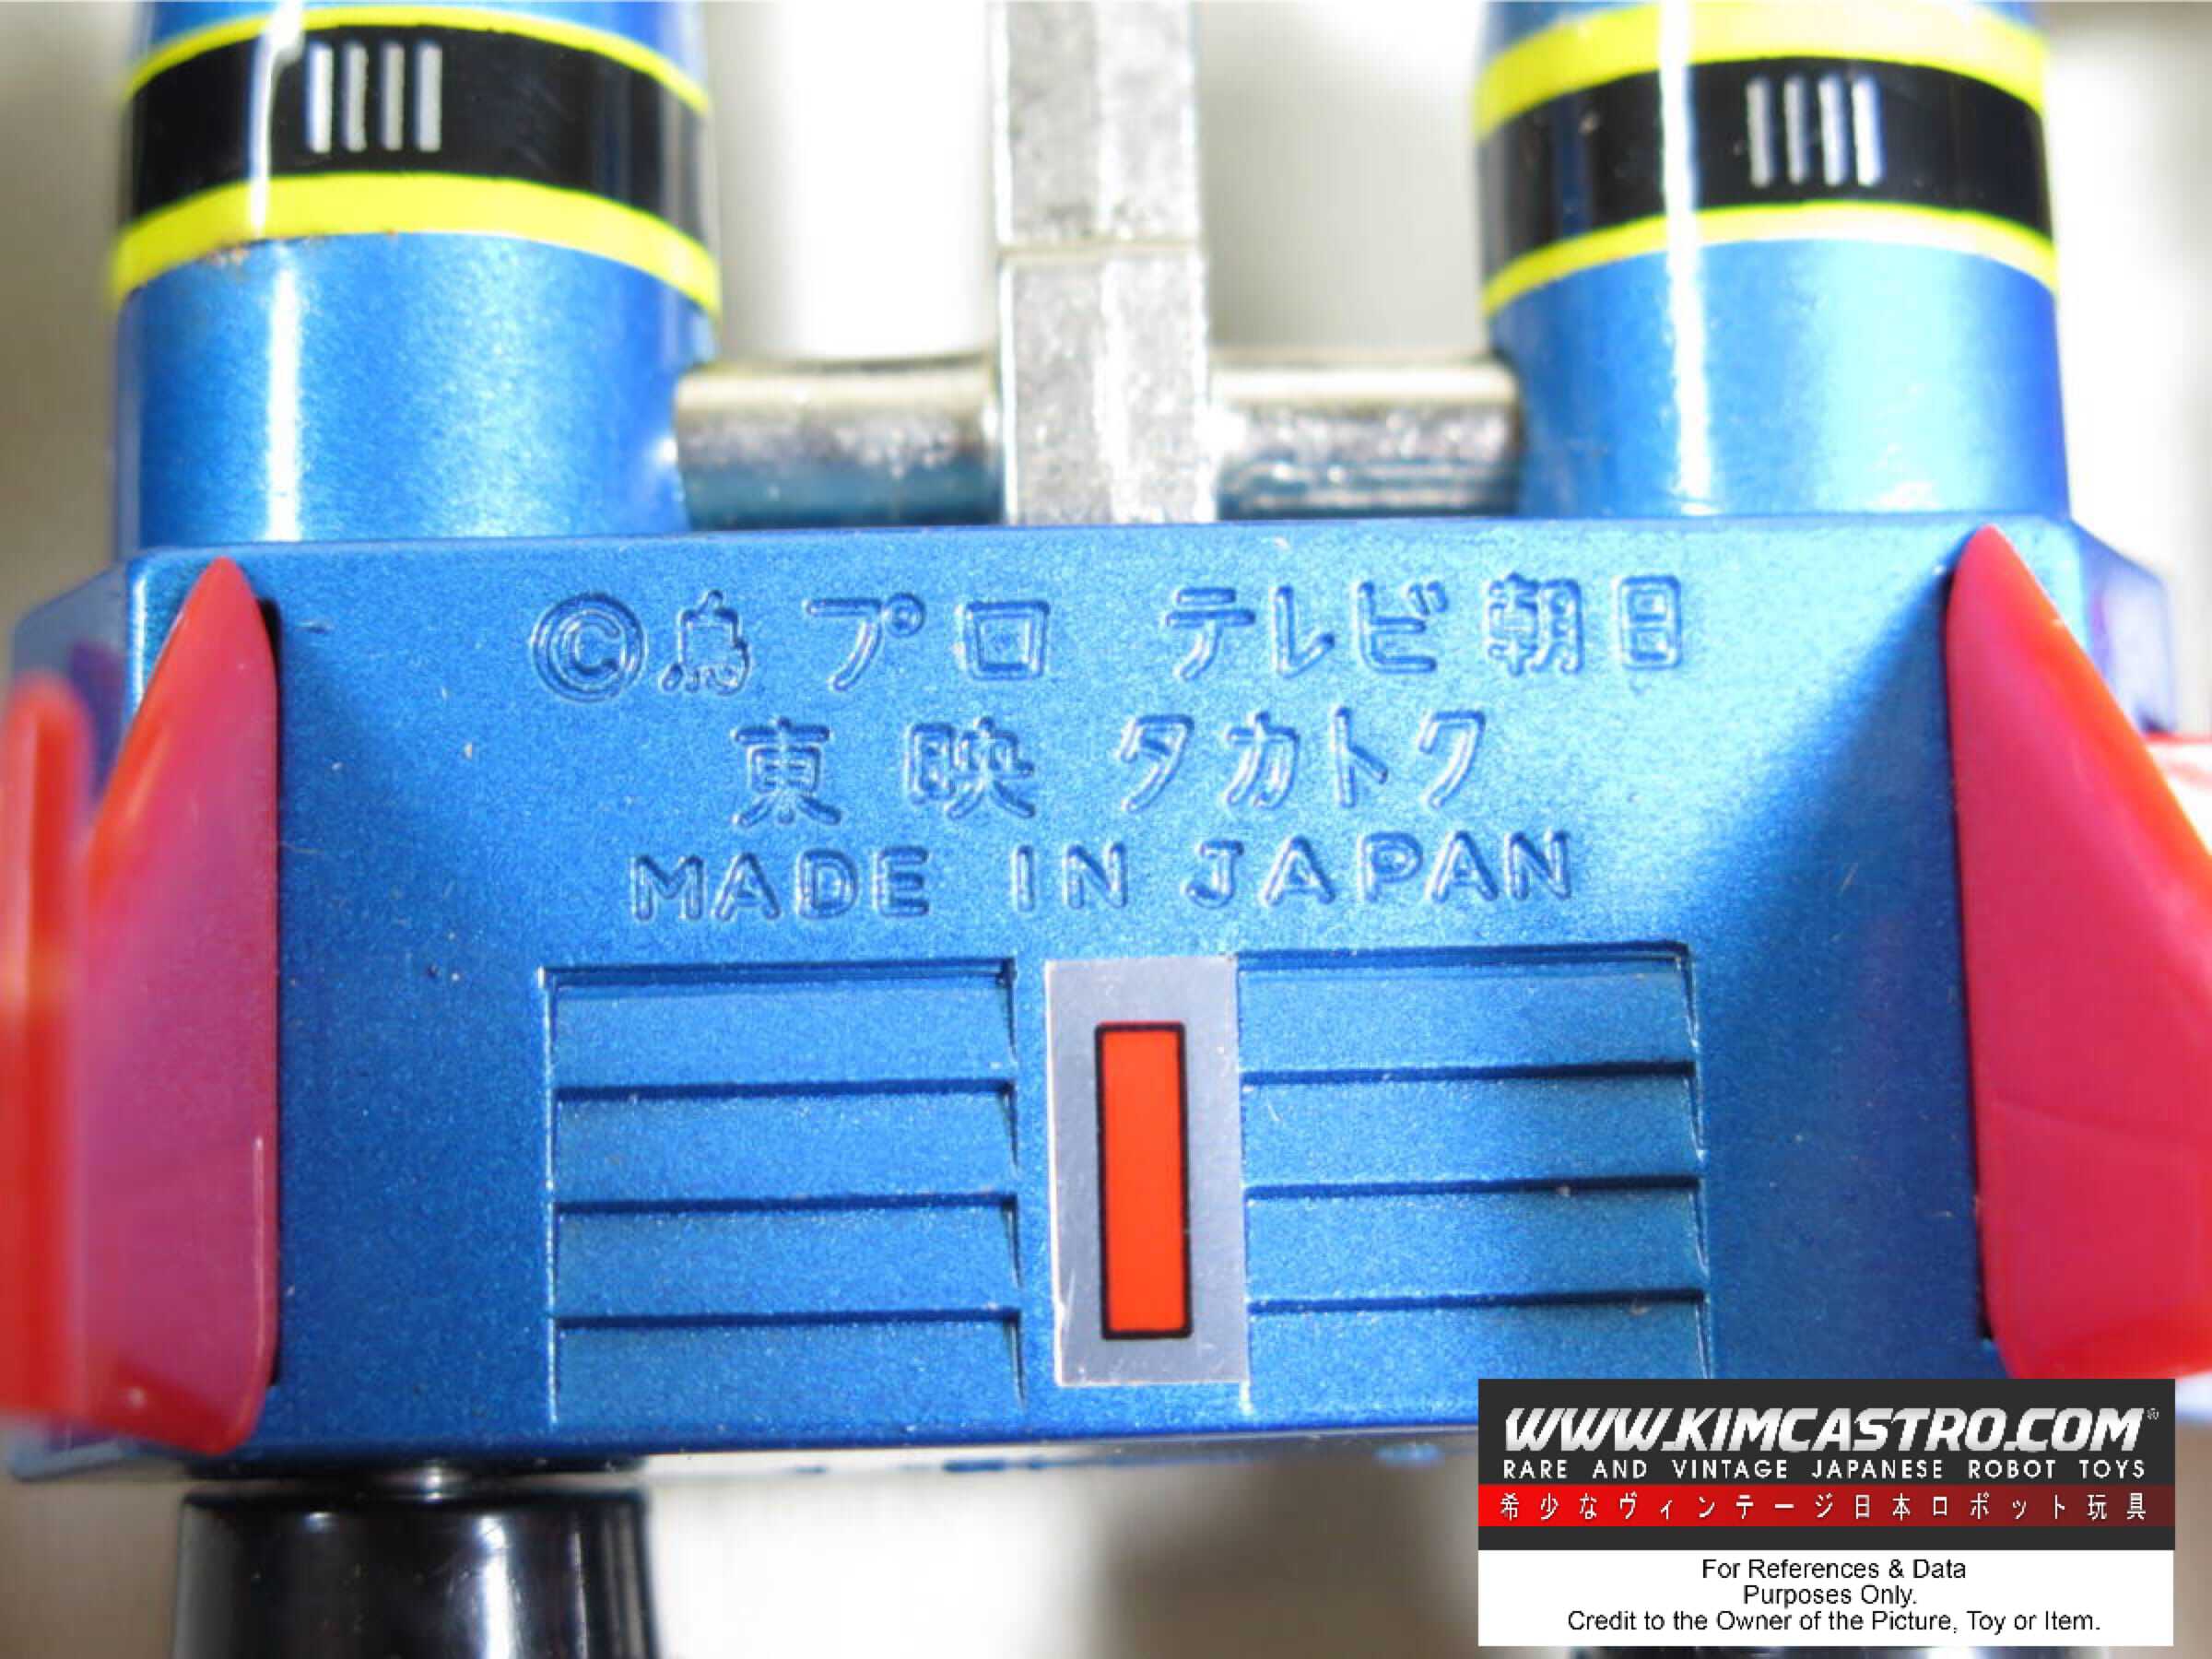 ©鳥プロ テレビ朝日
東映 タカトク
MADE IN JAPAN
WWW.KIMCASTRO.COM®
RARE AND VINTAGE JAPANESE ROBOT TOYS
希少なヴィンテージ日本ロボット玩具
For References & Data
Purposes Only.
Credit to the Owner of the Picture, Toy or Item.